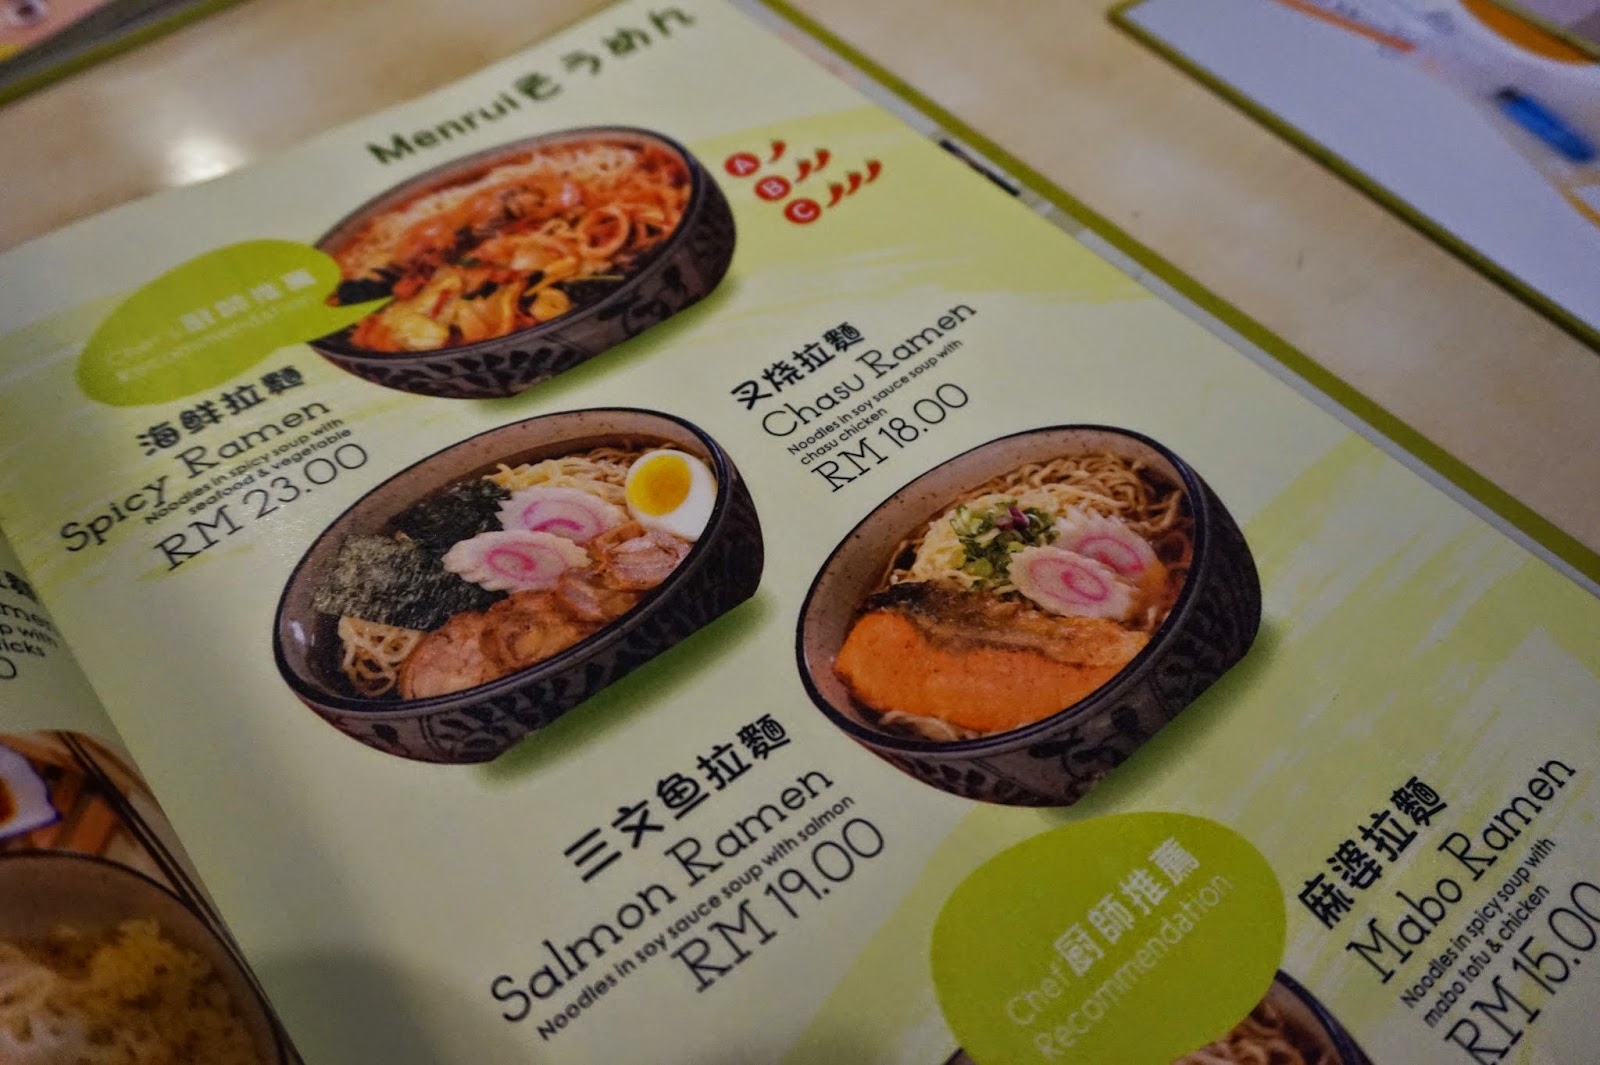 Menruiそうめん
A
B
C
Chef's 厨師推薦
Recommendation
海鮮拉麵
Spicy Ramen
Noodles in spicy soup with
seafood & vegetable
RM 23.00
叉烧拉麵
Chasu Ramen
Noodles in soy sauce soup with
chasu chicken
RM 18.00
三文鱼拉麵
Salmon Ramen
Noodles in soy sauce soup with salmon
RM 19.00
Chef 厨師推薦
Recommendation
麻婆拉麵
Mabo Ramen
Noodles in spicy soup with
mabo tofu & chicken
RM 15.00